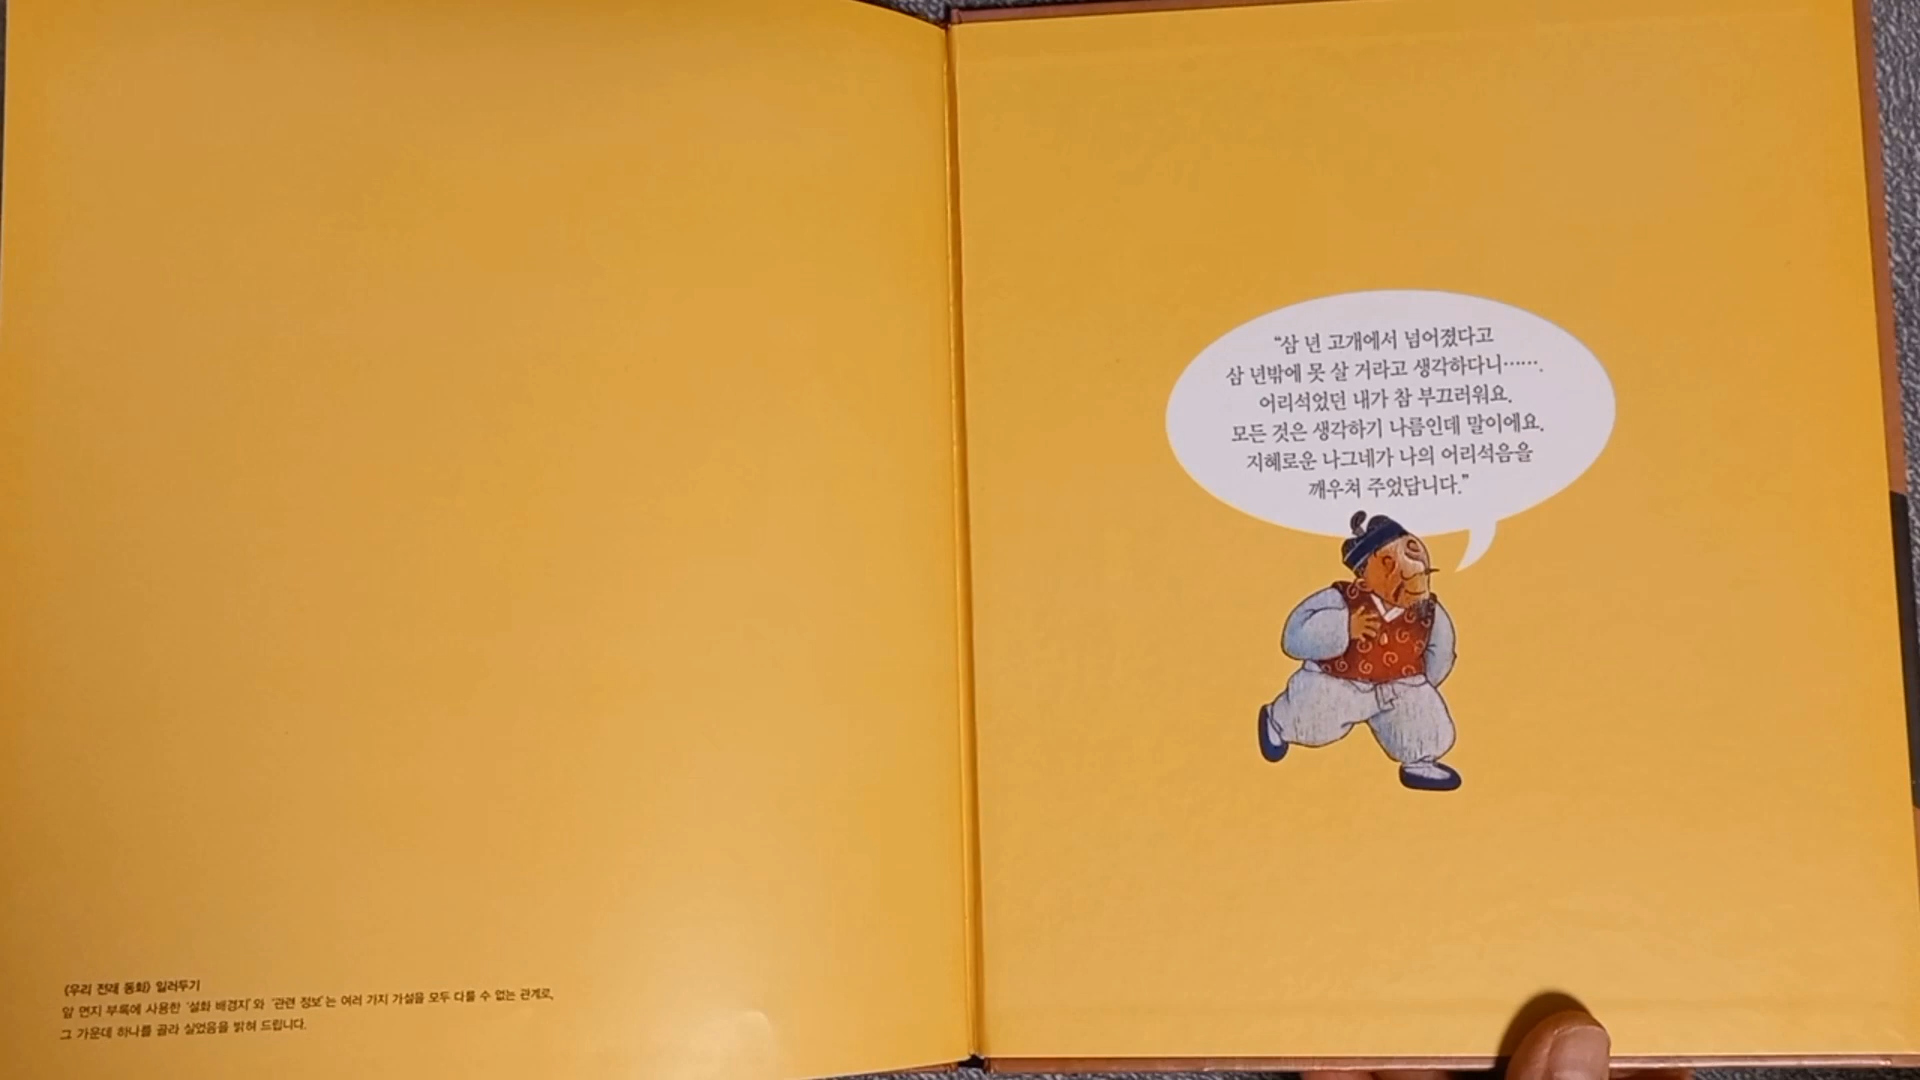 《우리 전래 동화》 일러두기
앞 면지 부록에 사용한 '설화 배경지'와 '관련 정보'는 여러 가지 가설을 모두 다룰 수 없는 관계로,
그 가운데 하나를 골라 실었음을 밝혀 드립니다.
"삼 년 고개에서 넘어졌다고
삼 년밖에 못 살 거라고 생각하다니…….
어리석었던 내가 참 부끄러워요.
모든 것은 생각하기 나름인데 말이에요.
지혜로운 나그네가 나의 어리석음을
깨우쳐 주었답니다."